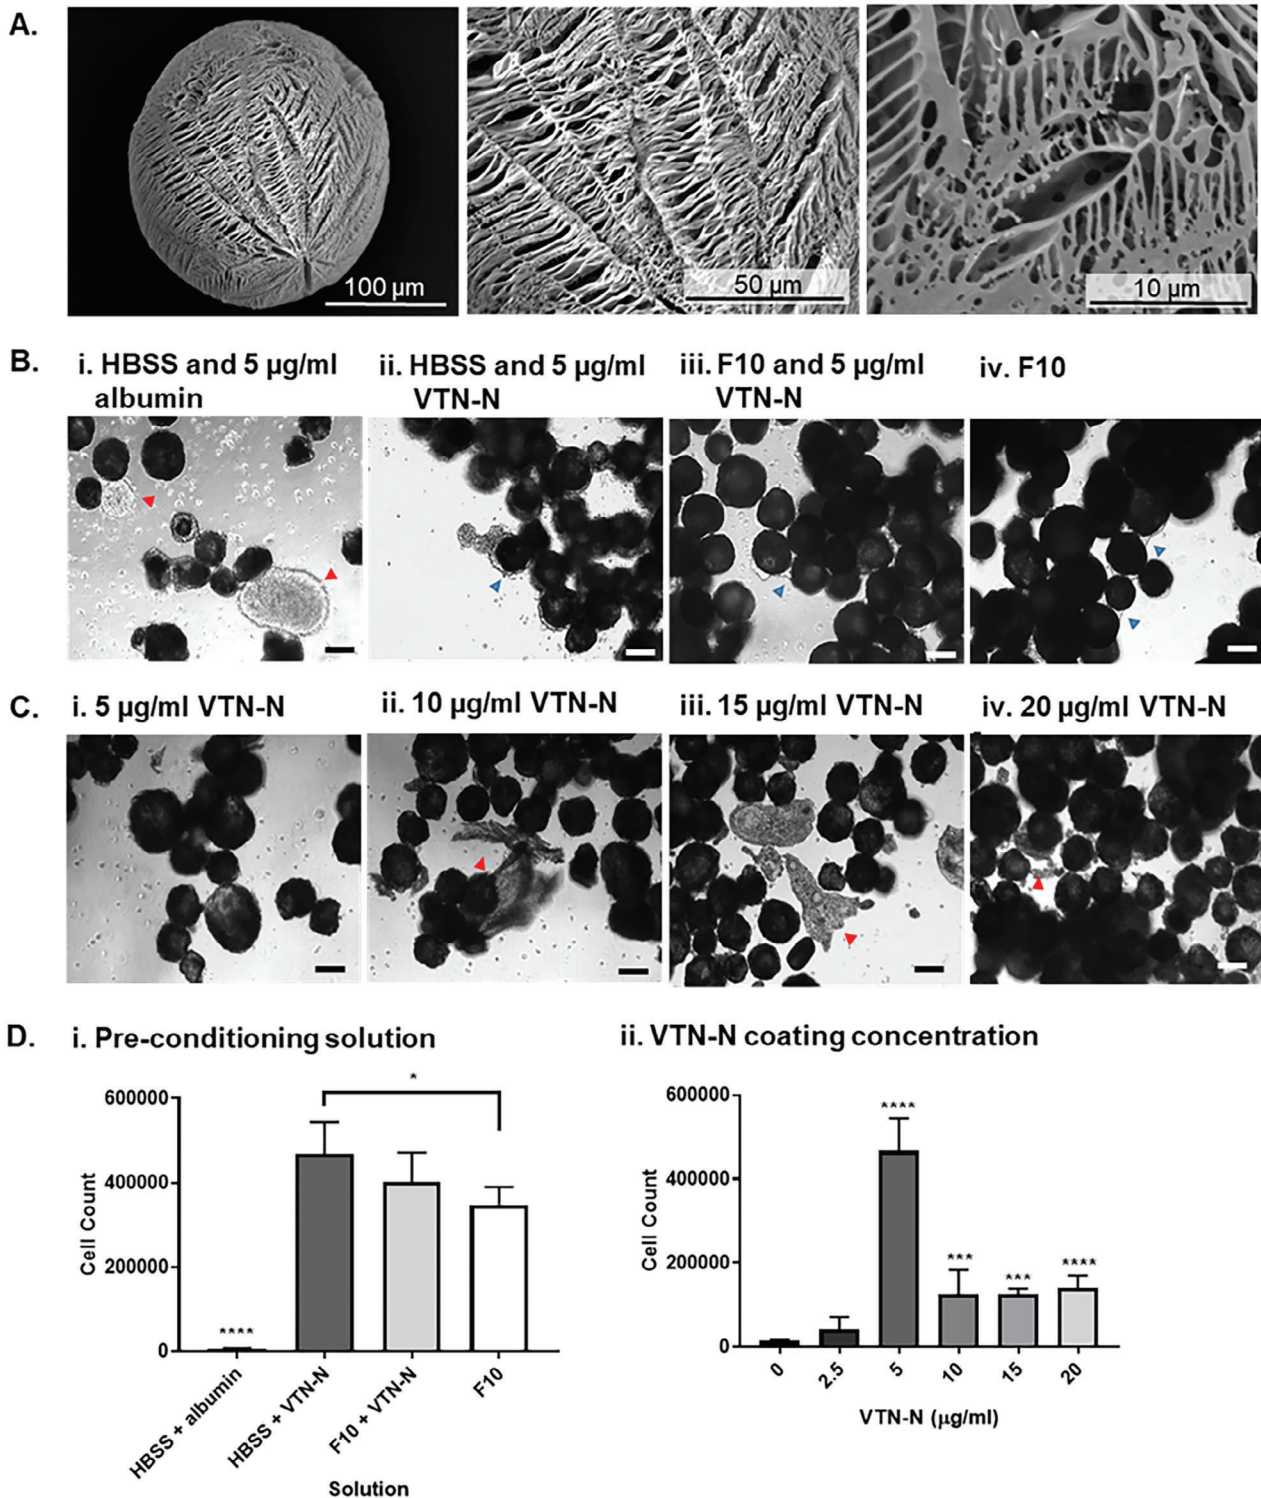 A.
100 µm
50 µm
10 µm
B.
i. HBSS and 5 µg/ml
albumin
ii. HBSS and 5 µg/ml
VTN-N
iii. F10 and 5 µg/ml
VTN-N
iv. F10
C.
i. 5 µg/ml VTN-N
ii. 10 µg/ml VTN-N
iii. 15 µg/ml VTN-N
iv. 20 µg/ml VTN-N
D.
i. Pre-conditioning solution
*
600000
400000
200000
0
Cell Count
****
HBSS + albumin
HBSS + VTN-N
F10 + VTN-N
F10
Solution
ii. VTN-N coating concentration
600000
400000
200000
0
Cell Count
****
***
***
****
0
2.5
5
10
15
20
VTN-N (µg/ml)